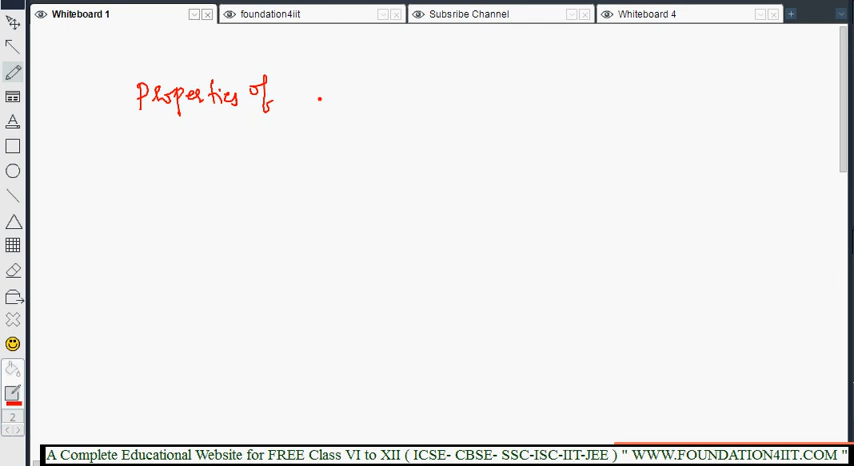 Whiteboard 1 foundation4iit Subsribe Channel Whiteboard 4
Properties of
A
2
A Complete Educational Website for FREE Class VI to XII ( ICSE- CBSE- SSC-ISC-IIT-JEE ) " WWW.FOUNDATION4IIT.COM "